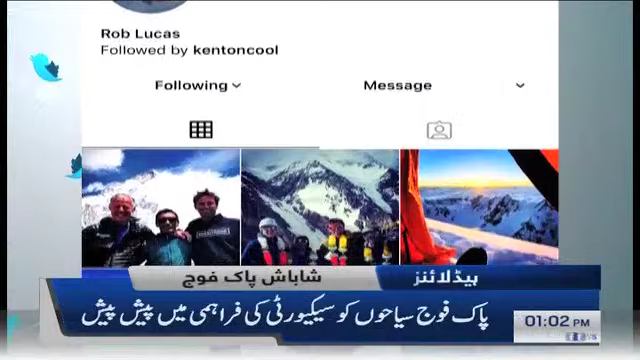 Rob Lucas
Followed by kentoncool
Following
Message
ہیڈلائنز
شاباش پاک فوج
پاک فوج سیاحوں کو سیکیورٹی کی فراہمی میں پیش پیش
01:02 PM